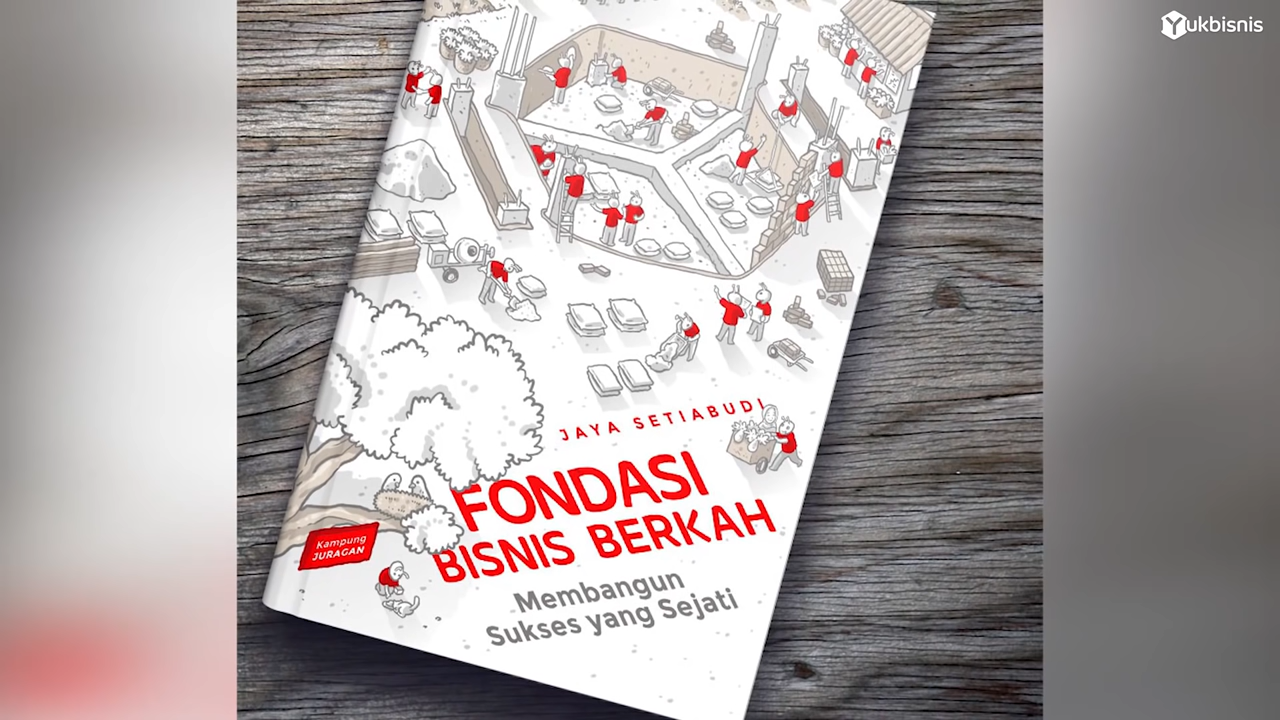 Yukbisnis
JAYA SETIABUDI
FONDASI
BISNIS BERKAH
Kampung
JURAGAN
Membangun
Sukses yang Sejati